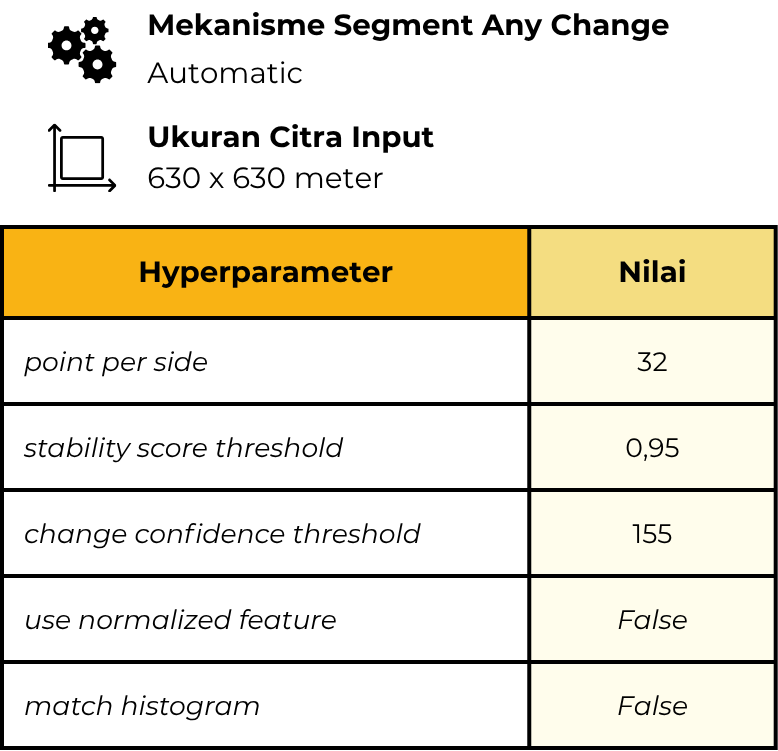 Mekanisme Segment Any Change
Automatic
Ukuran Citra Input
630 x 630 meter
Hyperparameter Nilai
point per side 32
stability score threshold 0,95
change confidence threshold 155
use normalized feature False
match histogram False